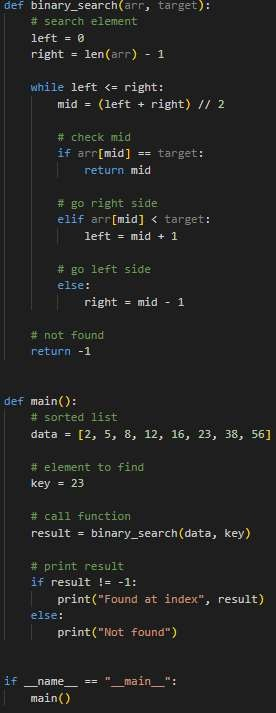 def binary_search(arr, target):
    # search element
    left = 0
    right = len(arr) - 1

    while left <= right:
        mid = (left + right) // 2

        # check mid
        if arr[mid] == target:
            return mid

        # go right side
        elif arr[mid] < target:
            left = mid + 1

        # go left side
        else:
            right = mid - 1

    # not found
    return -1


def main():
    # sorted list
    data = [2, 5, 8, 12, 16, 23, 38, 56]

    # element to find
    key = 23

    # call function
    result = binary_search(data, key)

    # print result
    if result != -1:
        print("Found at index", result)
    else:
        print("Not found")


if __name__ == "__main__":
    main()